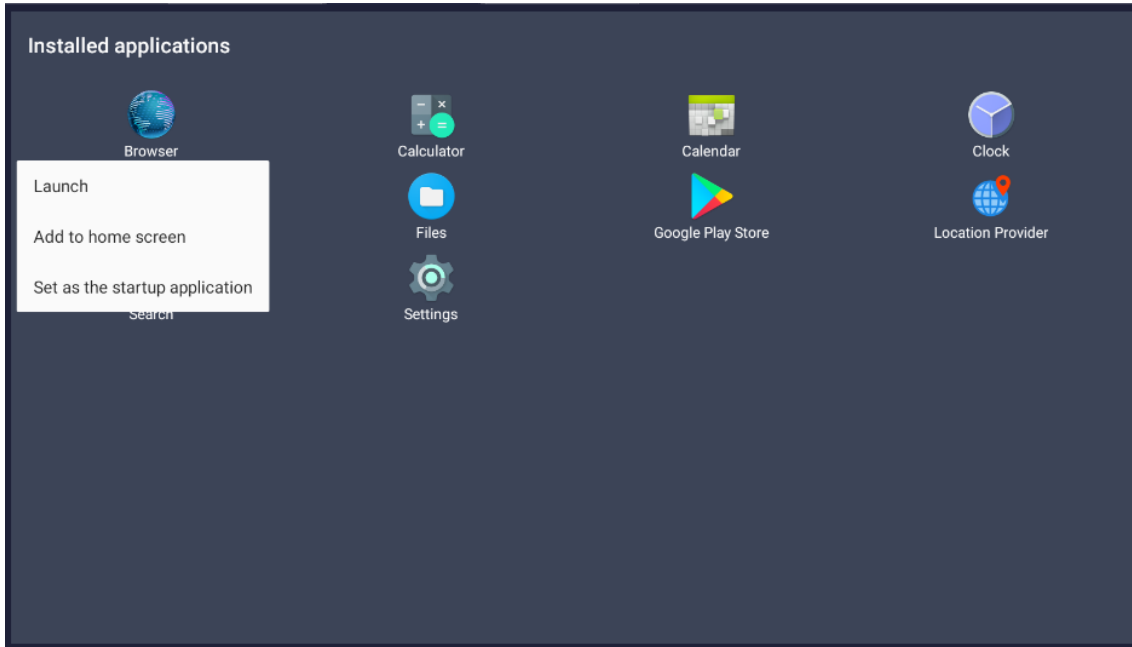 Installed applications
Browser
Calculator
Calendar
Clock
Launch
Add to home screen
Set as the startup application
Files
Google Play Store
Location Provider
Search
Settings